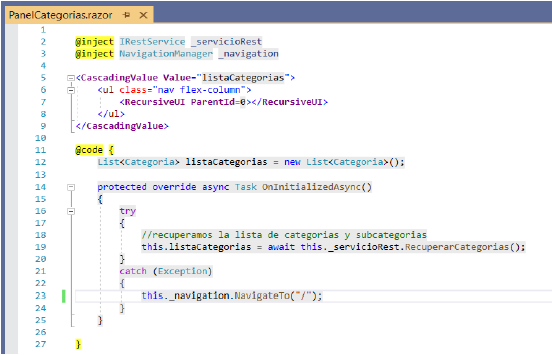 PanelCategorias.razor
1
2 @inject IRestService _servicioRest
3 @inject NavigationManager _navigation
4
5 <CascadingValue Value="listaCategorias">
6 <ul class="nav flex-column">
7 <RecursiveUI ParentId=0></RecursiveUI>
8 </ul>
9 </CascadingValue>
10
11 @code {
12 List<Categoria> listaCategorias = new List<Categoria>();
13
14 protected override async Task OnInitializedAsync()
15 {
16 try
17 {
18 //recuperamos la lista de categorias y subcategorias
19 this.listaCategorias = await this._servicioRest.RecuperarCategorias();
20 }
21 catch (Exception)
22 {
23 this._navigation.NavigateTo("/");
24 }
25 }
26
27 }